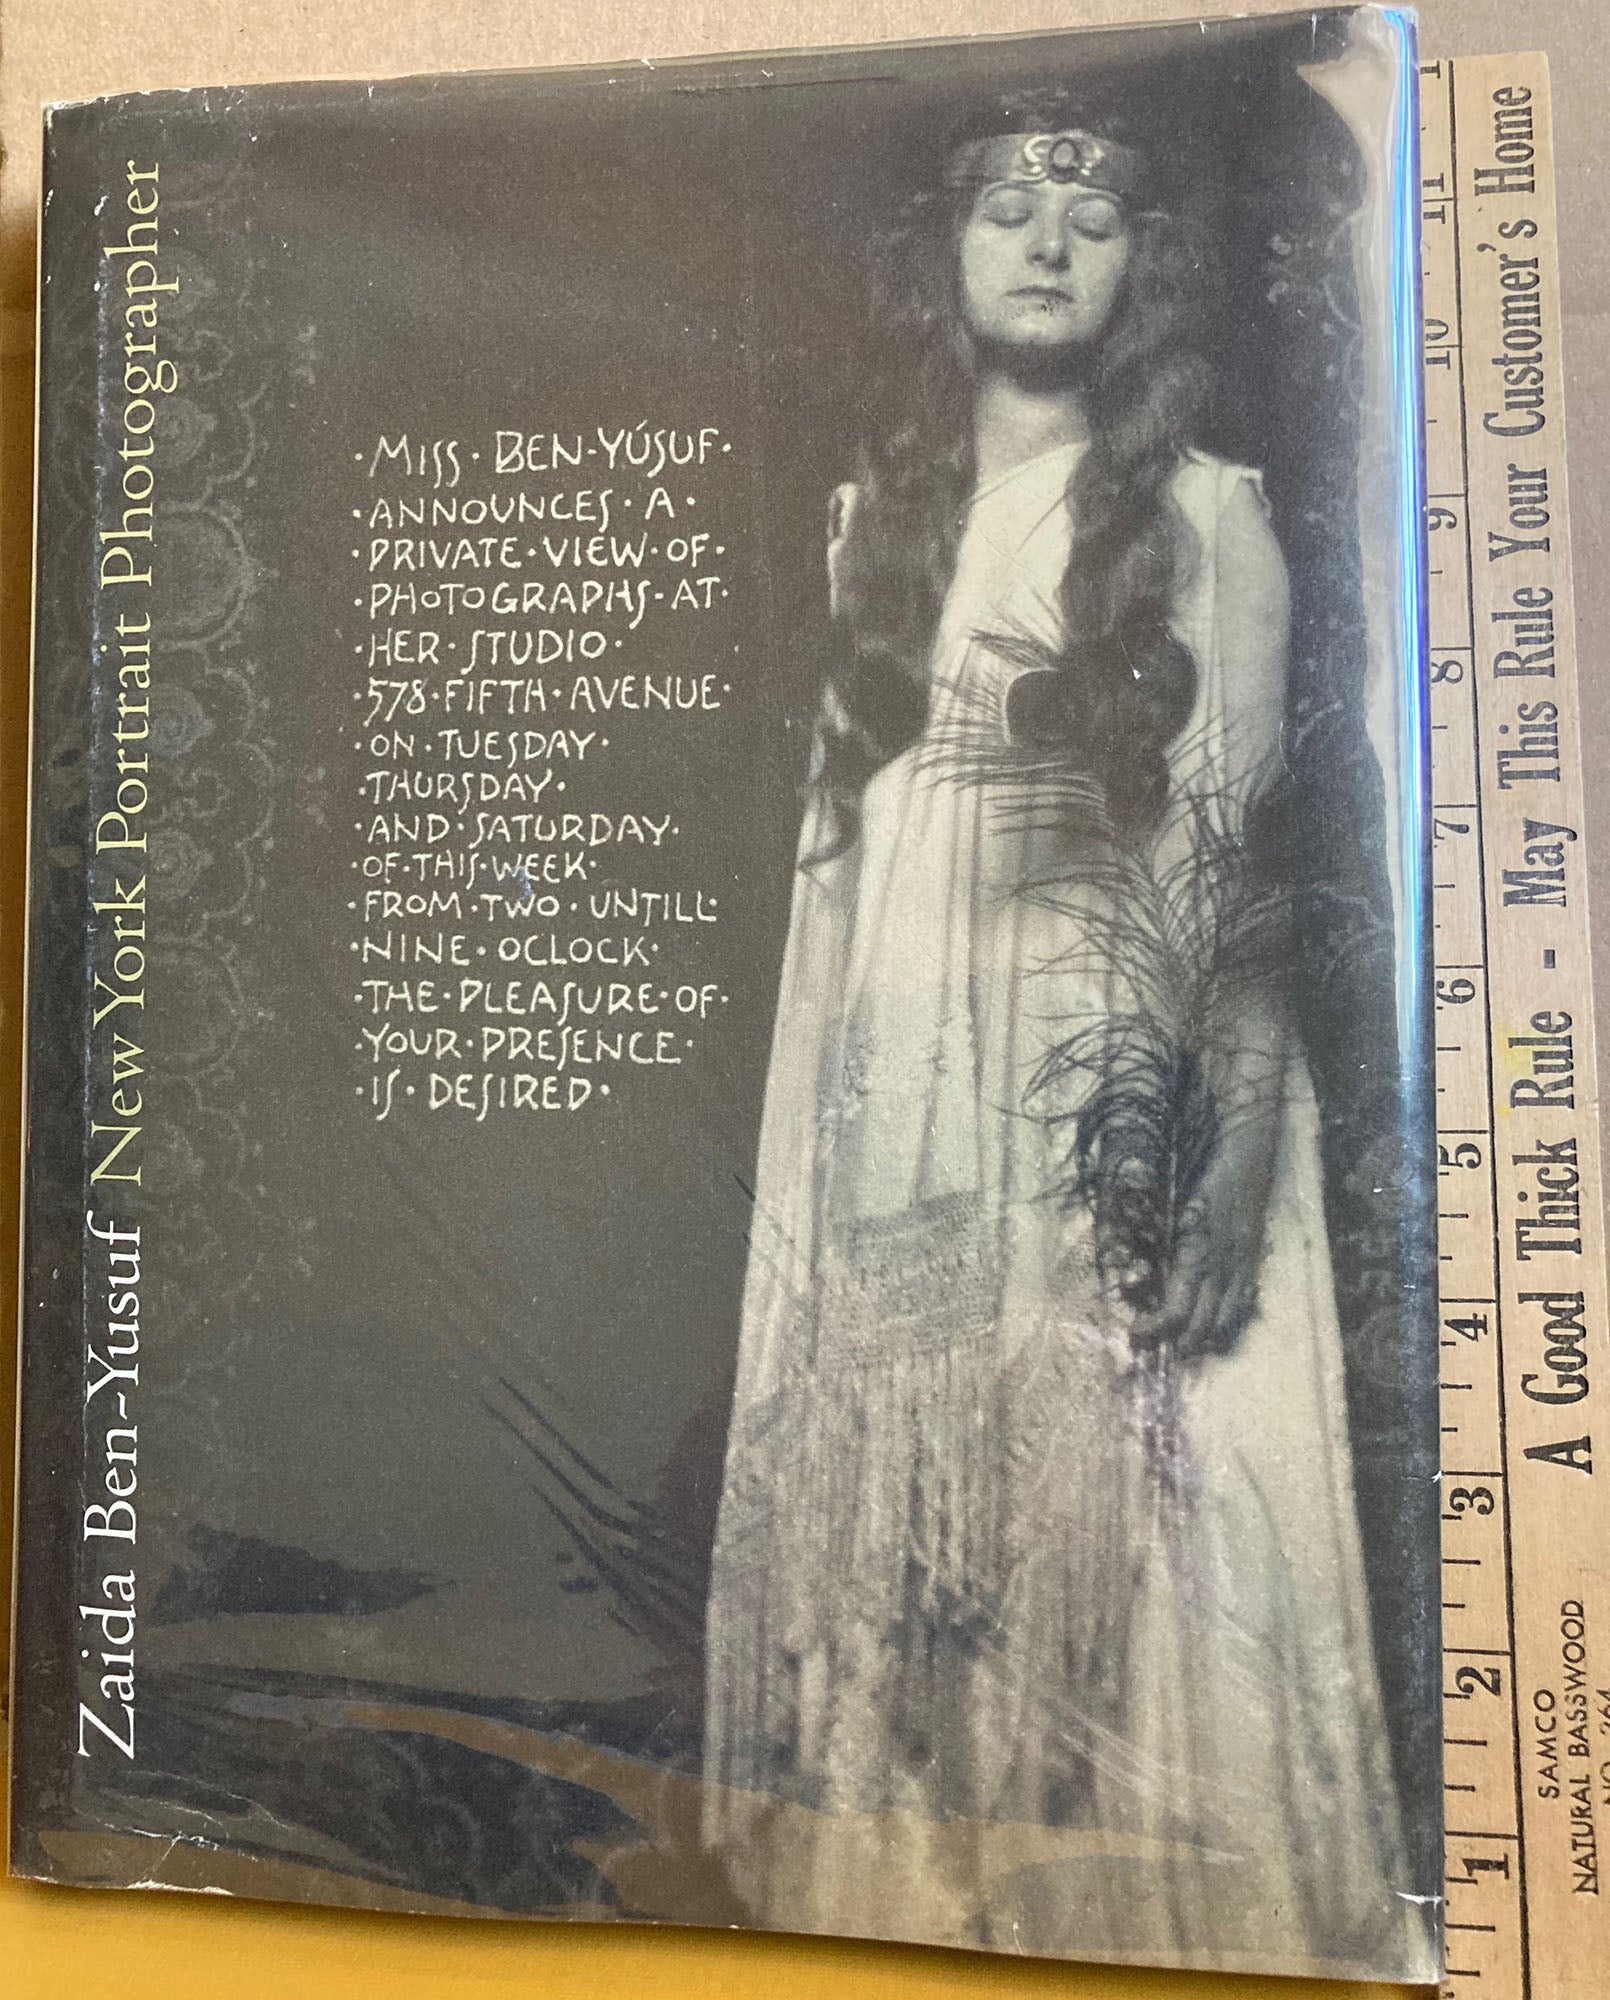 Zaida Ben-Yusuf New York Portrait Photographer
·MISS·BEN-YÚSUF·
·ANNOUNCES·A·
·PRIVATE·VIEW·OF·
·PHOTOGRAPHS·AT·
·HER·STUDIO·
·578·FIFTH·AVENUE·
·ON·TUESDAY·
·THURSDAY·
·AND·SATURDAY·
·OF·THIS·WEEK·
·FROM·TWO·UNTILL·
·NINE·OCLOCK·
·THE·PLEASURE·OF·
·YOUR·PRESENCE·
·IS·DESIRED·
1 2 3 4 5 6 7 8 9 10 11 1
A Good Thick Rule - May This Rule Your Customer's Home
SAMCO
NATURAL BASSWOOD
NO. 364